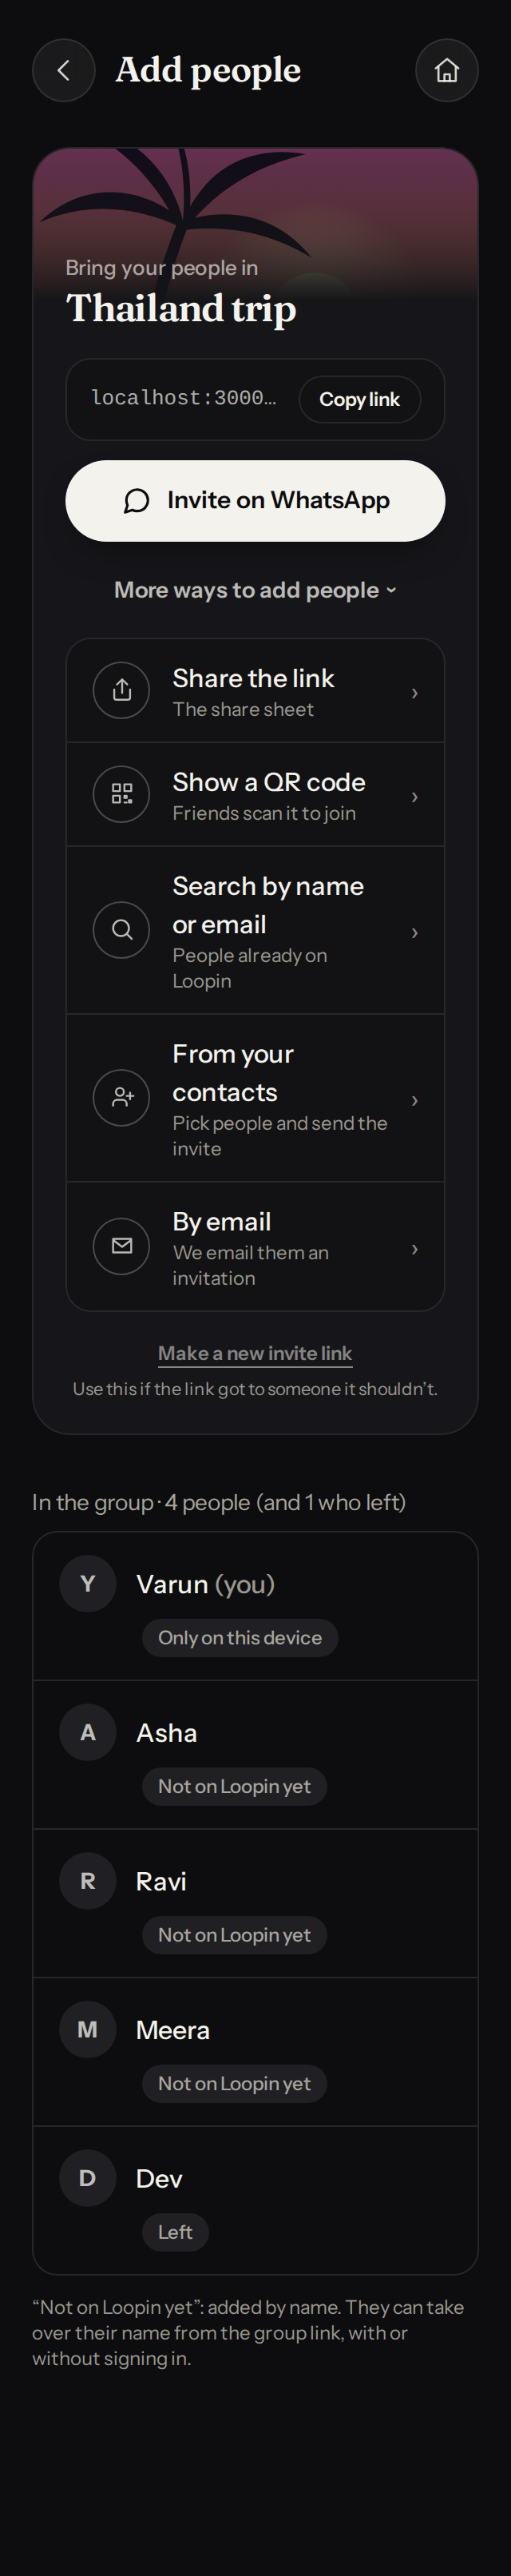 Add people
Bring your people in
Thailand trip
localhost:3000…
Copy link
Invite on WhatsApp
More ways to add people
Share the link
The share sheet
Show a QR code
Friends scan it to join
Search by name
or email
People already on
Loopin
From your
contacts
Pick people and send the
invite
By email
We email them an
invitation
Make a new invite link
Use this if the link got to someone it shouldn’t.
In the group · 4 people (and 1 who left)
Y
Varun (you)
Only on this device
A
Asha
Not on Loopin yet
R
Ravi
Not on Loopin yet
M
Meera
Not on Loopin yet
D
Dev
Left
“Not on Loopin yet”: added by name. They can take
over their name from the group link, with or
without signing in.